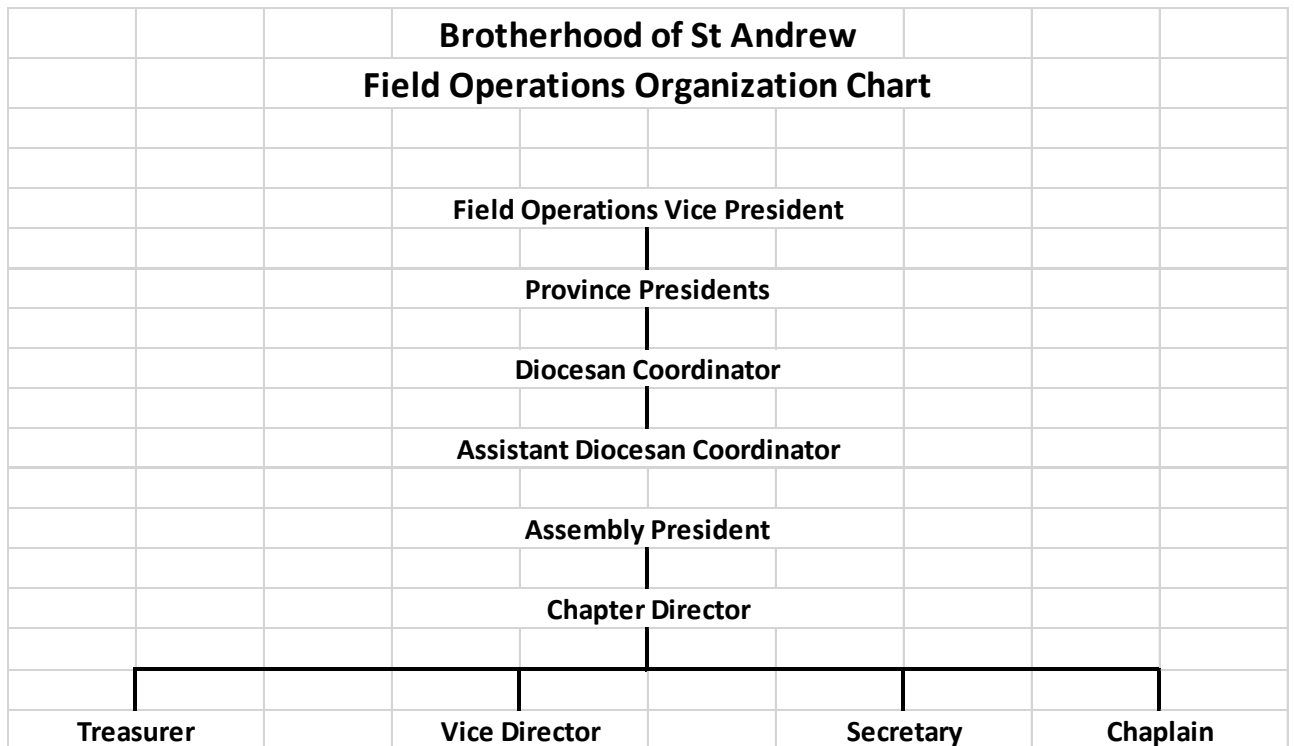 Brotherhood of St Andrew
Field Operations Organization Chart
Field Operations Vice President
Province Presidents
Diocesan Coordinator
Assistant Diocesan Coordinator
Assembly President
Chapter Director
Treasurer Vice Director Secretary Chaplain